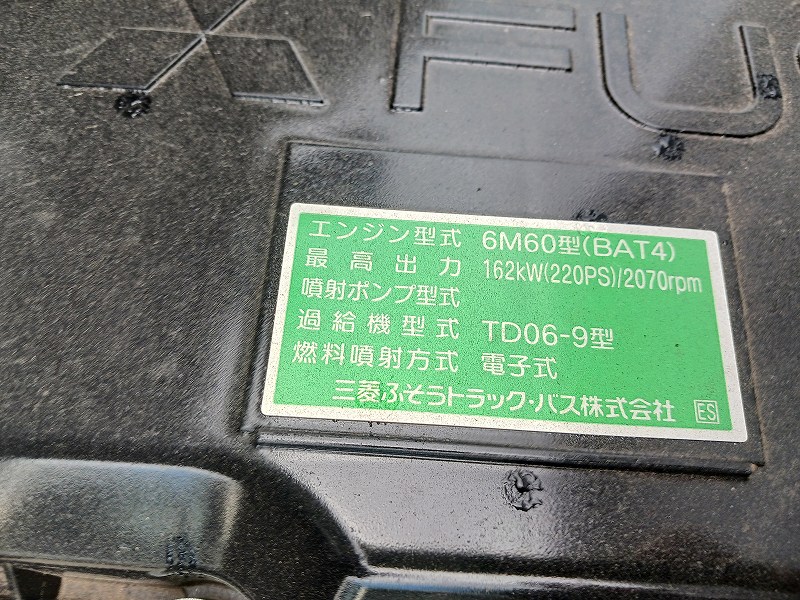 FU
エンジン型式 6M60型(BAT4)
最高出力 162kW(220PS)/2070rpm
噴射ポンプ型式
過給機型式 TD06-9型
燃料噴射方式 電子式
三菱ふそうトラック・バス株式会社 ES